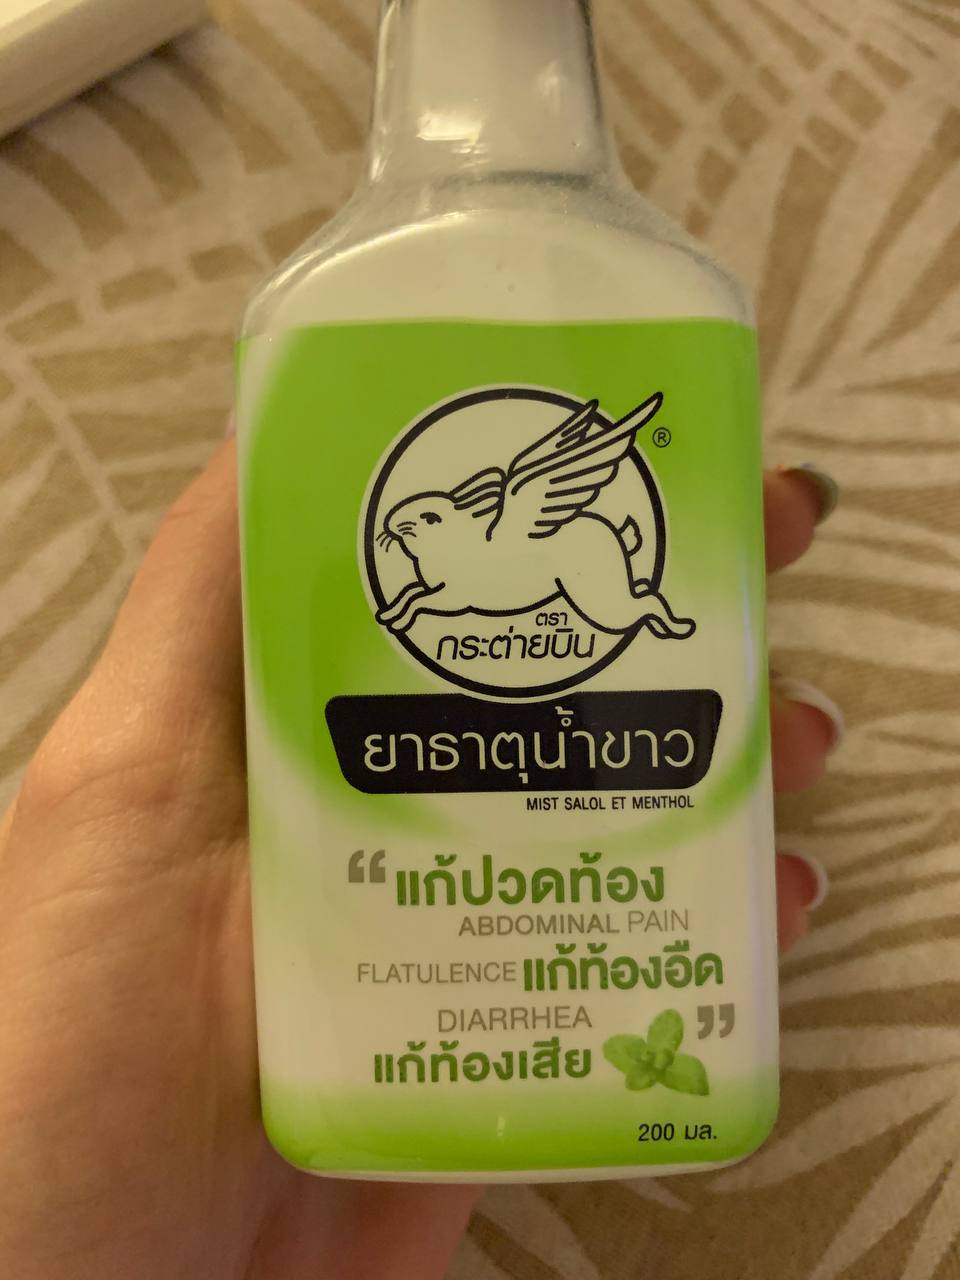 ®
ตรา
กระต่ายบิน
ยาธาตุน้ำขาว
MIST SALOL ET MENTHOL
“แก้ปวดท้อง
ABDOMINAL PAIN
FLATULENCE แก้ท้องอืด
DIARRHEA ”
แก้ท้องเสีย
200 มล.